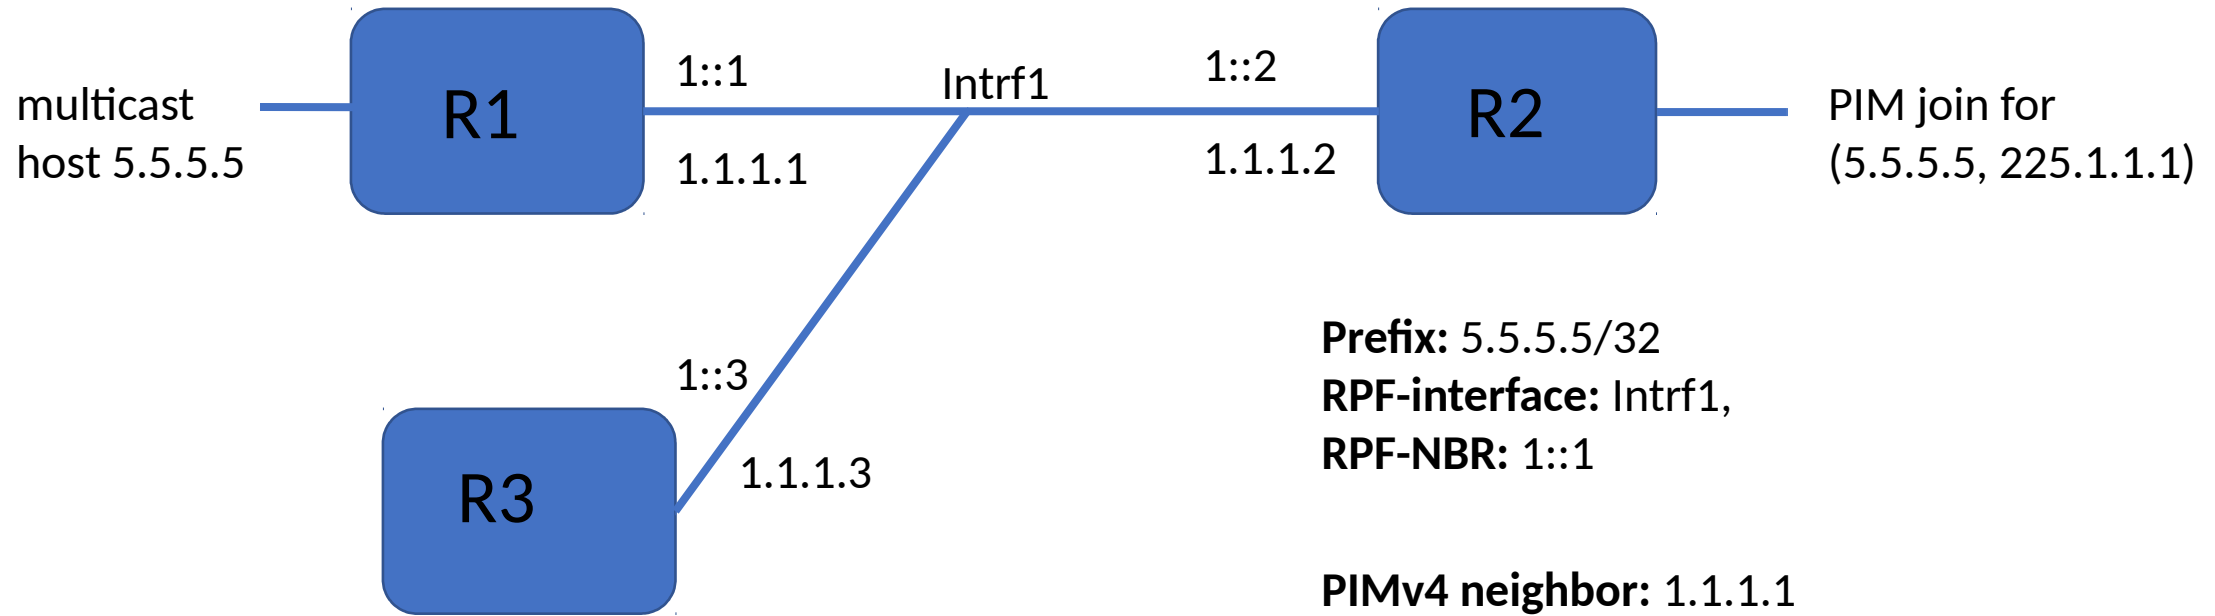 multicast
host 5.5.5.5
R1
1::1
1.1.1.1
Intrf1
1::2
1.1.1.2
R2
PIM join for
(5.5.5.5, 225.1.1.1)
1::3
1.1.1.3
R3
Prefix: 5.5.5.5/32
RPF-interface: Intrf1,
RPF-NBR: 1::1
PIMv4 neighbor: 1.1.1.1